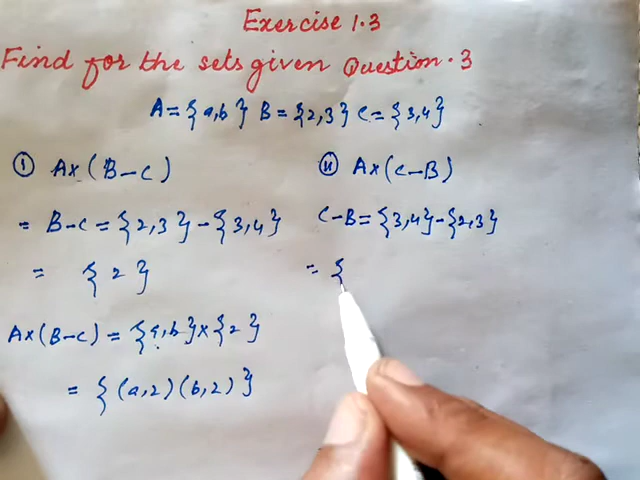 Exercise 1.3
Find for the sets given Question.3
A = {a,b} B = {2,3} C = {3,4}
(i) A×(B-C)
= B-C = {2,3} - {3,4}
= {2}
A×(B-C) = {a,b}×{2}
= {(a,2)(b,2)}
(ii) A×(C-B)
C-B = {3,4} - {2,3}
= {